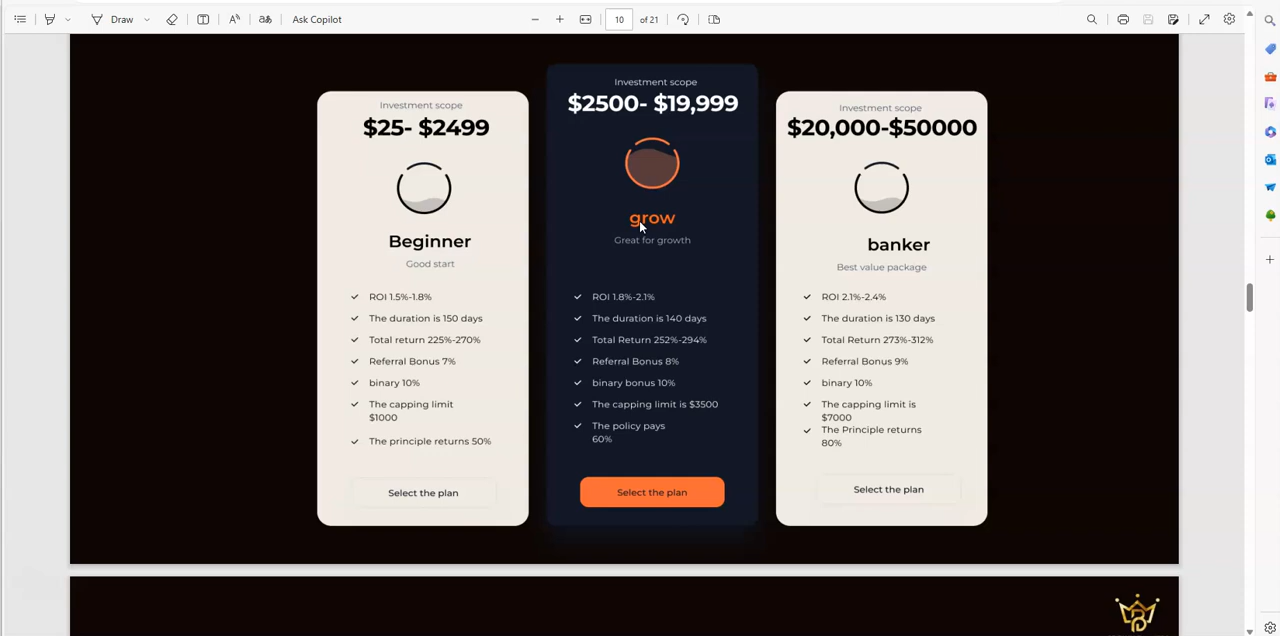 Draw
Ask Copilot
10 of 21
Investment scope
$25- $2499
Beginner
Good start
ROI 1.5%-1.8%
The duration is 150 days
Total return 225%-270%
Referral Bonus 7%
binary 10%
The capping limit
$1000
The principle returns 50%
Select the plan
Investment scope
$2500- $19,999
grow
Great for growth
ROI 1.8%-2.1%
The duration is 140 days
Total Return 252%-294%
Referral Bonus 8%
binary bonus 10%
The capping limit is $3500
The policy pays
60%
Select the plan
Investment scope
$20,000-$50000
banker
Best value package
ROI 2.1%-2.4%
The duration is 130 days
Total Return 273%-312%
Referral Bonus 9%
binary 10%
The capping limit is
$7000
The Principle returns
80%
Select the plan